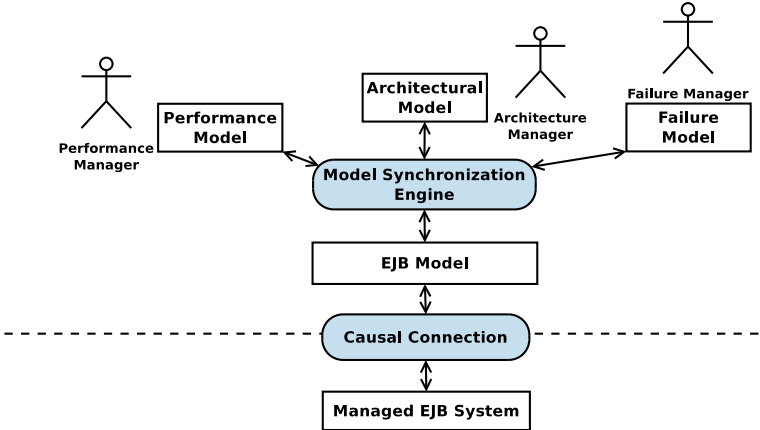 Performance
Manager
Performance
Model
Architectural
Model
Architecture
Manager
Failure Manager
Failure
Model
Model Synchronization
Engine
EJB Model
Causal Connection
Managed EJB System